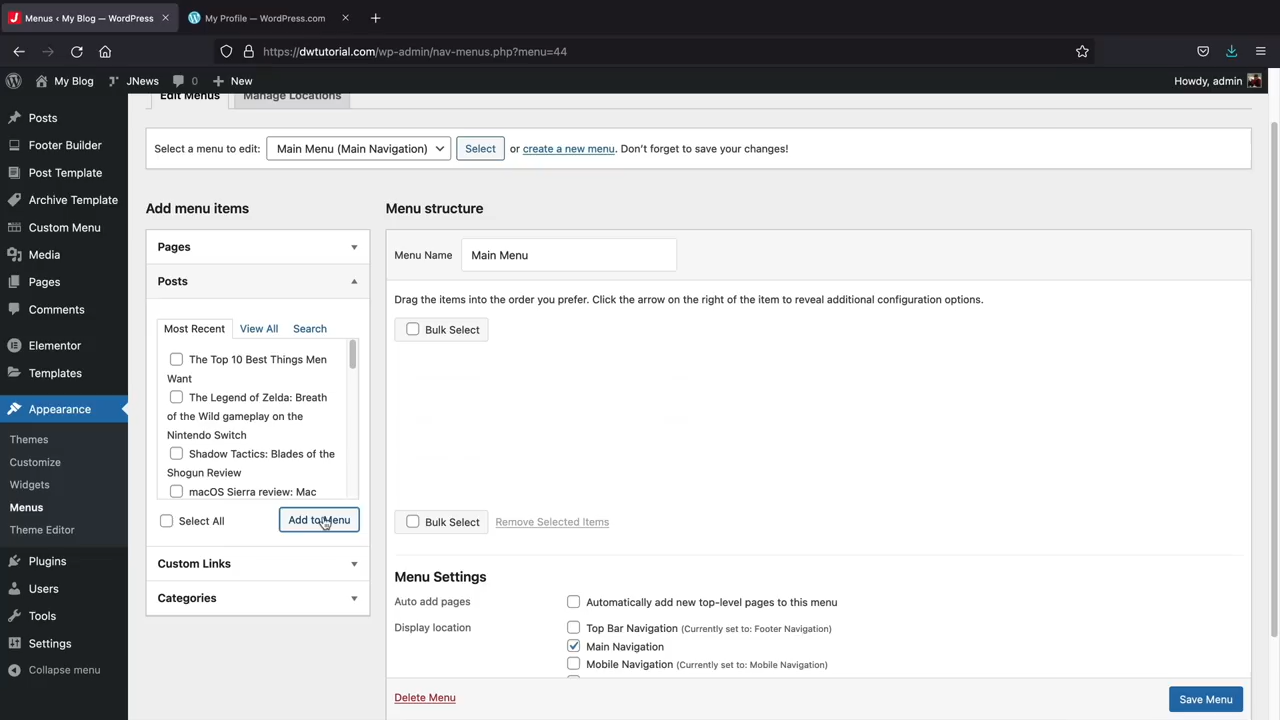 Menus ‹ My Blog — WordPress
My Profile — WordPress.com
https://dwtutorial.com/wp-admin/nav-menus.php?menu=44
My Blog
JNews
0
New
Howdy, admin
Posts
Footer Builder
Post Template
Archive Template
Custom Menu
Media
Pages
Comments
Elementor
Templates
Appearance
Themes
Customize
Widgets
Menus
Theme Editor
Plugins
Users
Tools
Settings
Collapse menu
Edit Menus
Manage Locations
Select a menu to edit: Main Menu (Main Navigation) Select or create a new menu. Don't forget to save your changes!
Add menu items
Pages
Posts
Most Recent View All Search
The Top 10 Best Things Men
Want
The Legend of Zelda: Breath
of the Wild gameplay on the
Nintendo Switch
Shadow Tactics: Blades of the
Shogun Review
macOS Sierra review: Mac
Select All
Add to Menu
Custom Links
Categories
Menu structure
Menu Name Main Menu
Drag the items into the order you prefer. Click the arrow on the right of the item to reveal additional configuration options.
Bulk Select
Bulk Select Remove Selected Items
Menu Settings
Auto add pages Automatically add new top-level pages to this menu
Display location Top Bar Navigation (Currently set to: Footer Navigation)
Main Navigation
Mobile Navigation (Currently set to: Mobile Navigation)
Delete Menu
Save Menu